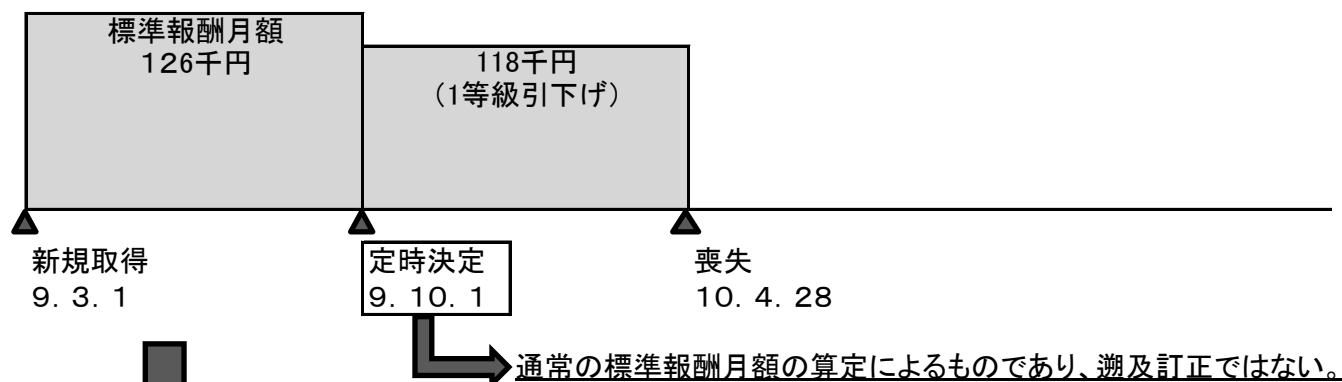 標準報酬月額
126千円
118千円
(1等級引下げ)
新規取得
9．3．1
定時決定
9．10．1
喪失
10．4．28
通常の標準報酬月額の算定によるものであり、遡及訂正ではない。